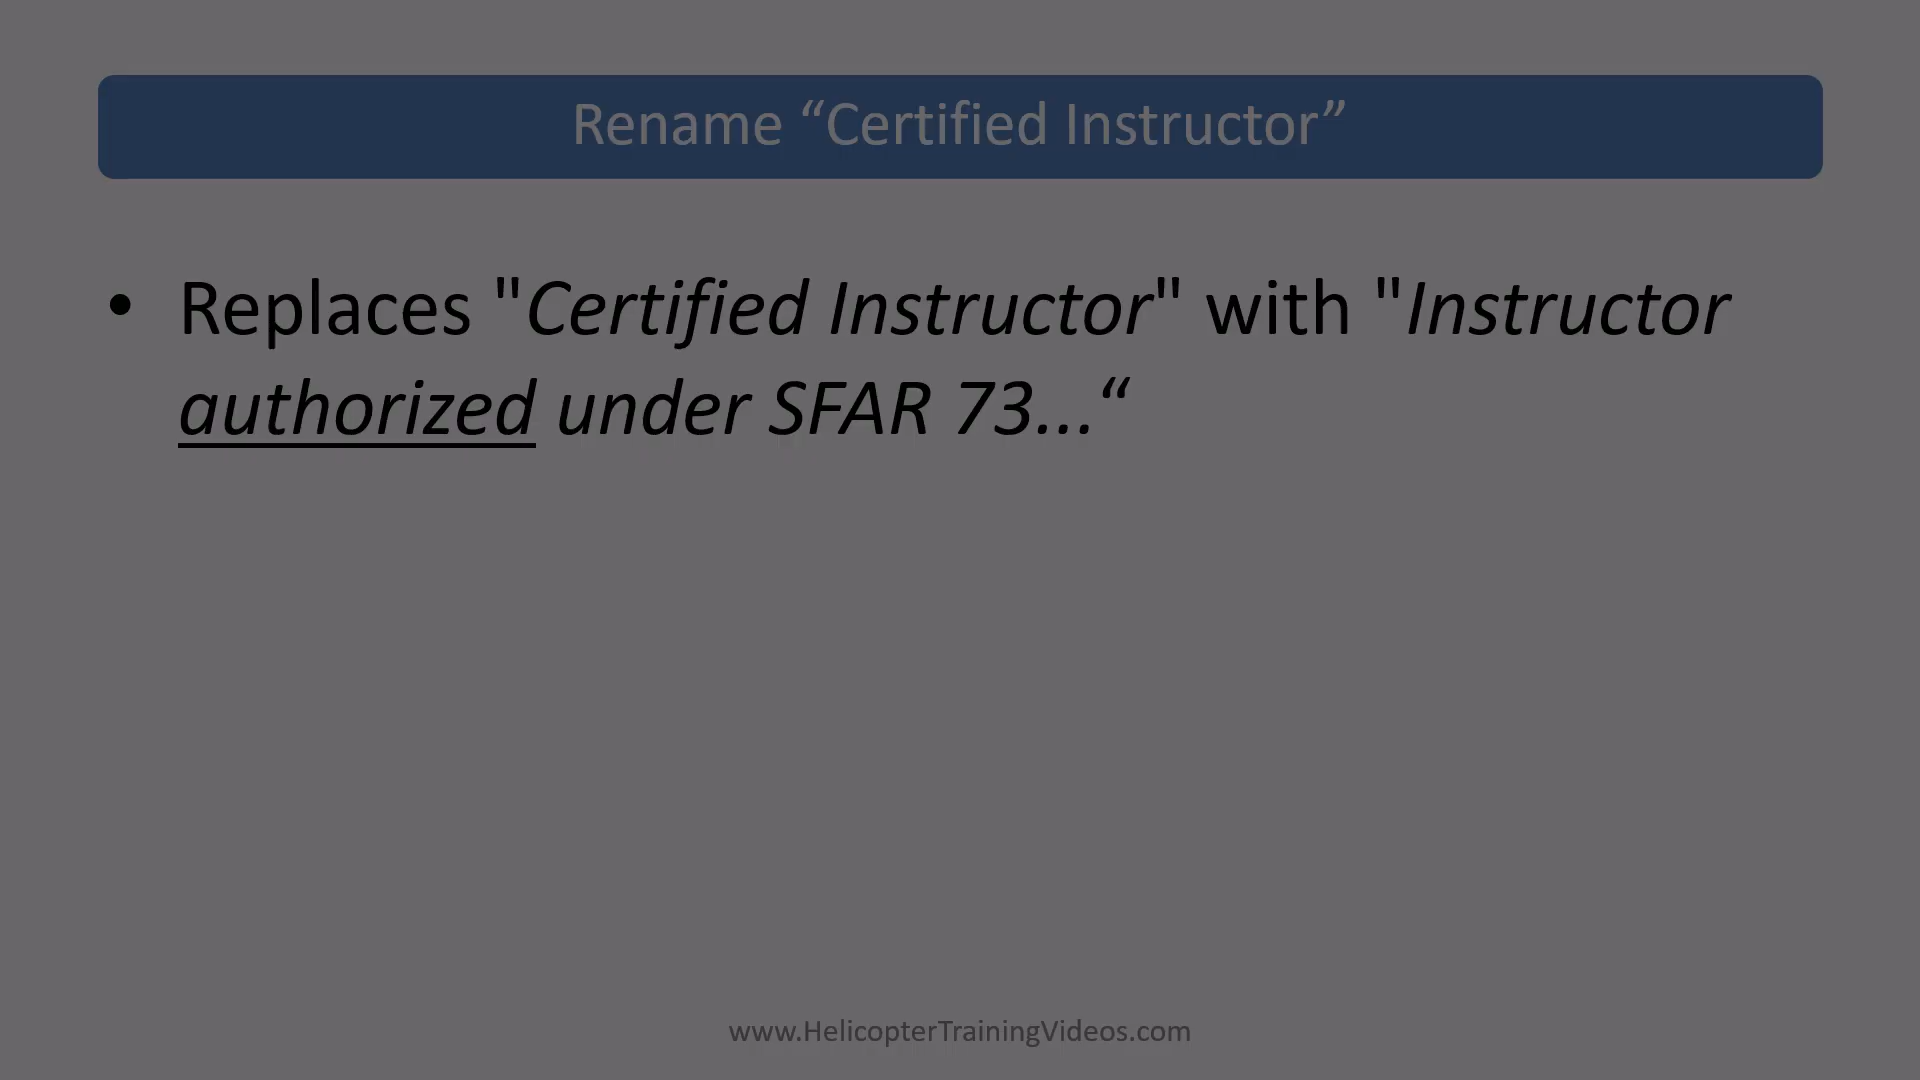 Rename “Certified Instructor”
• Replaces "Certified Instructor" with "Instructor
authorized under SFAR 73...“
www.HelicopterTrainingVideos.com